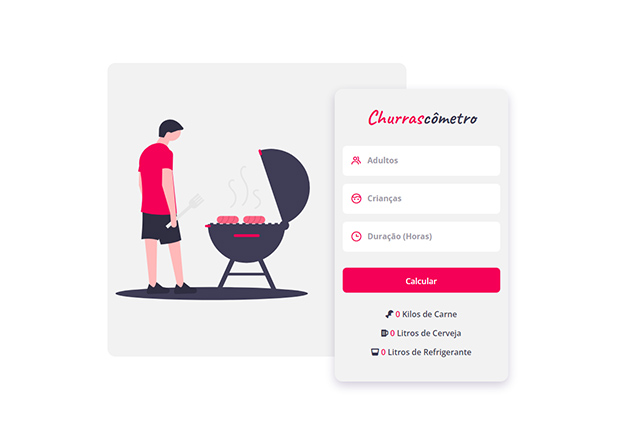 Churrascômetro
Adultos
Crianças
Duração (Horas)
Calcular
0 Kilos de Carne
0 Litros de Cerveja
0 Litros de Refrigerante